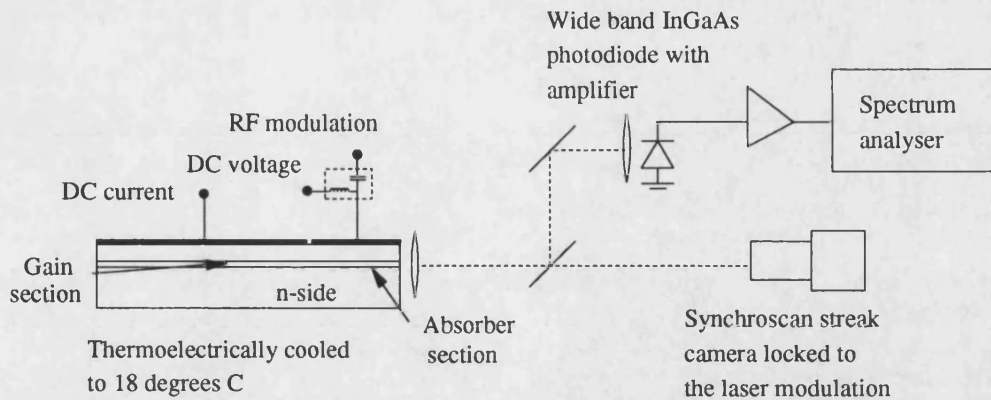 Wide band InGaAs
photodiode with
amplifier
Spectrum
analyser
RF modulation
DC voltage
DC current
Gain
section
n-side
Absorber
section
Thermoelectrically cooled
to 18 degrees C
Synchroscan streak
camera locked to
the laser modulation